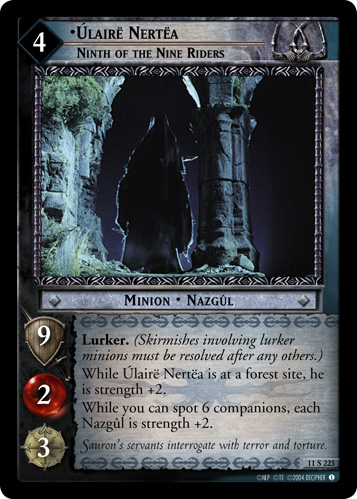 4
•Úlairë Nertëa
Ninth of the Nine Riders
Minion • Nazgûl
9
2
3
Lurker. (Skirmishes involving lurker
minions must be resolved after any others.)
While Úlairë Nertëa is at a forest site, he
is strength +2.
While you can spot 6 companions, each
Nazgûl is strength +2.
Sauron's servants interrogate with terror and torture.
11 S 223
©NLP ©TE ©2004 DECIPHER